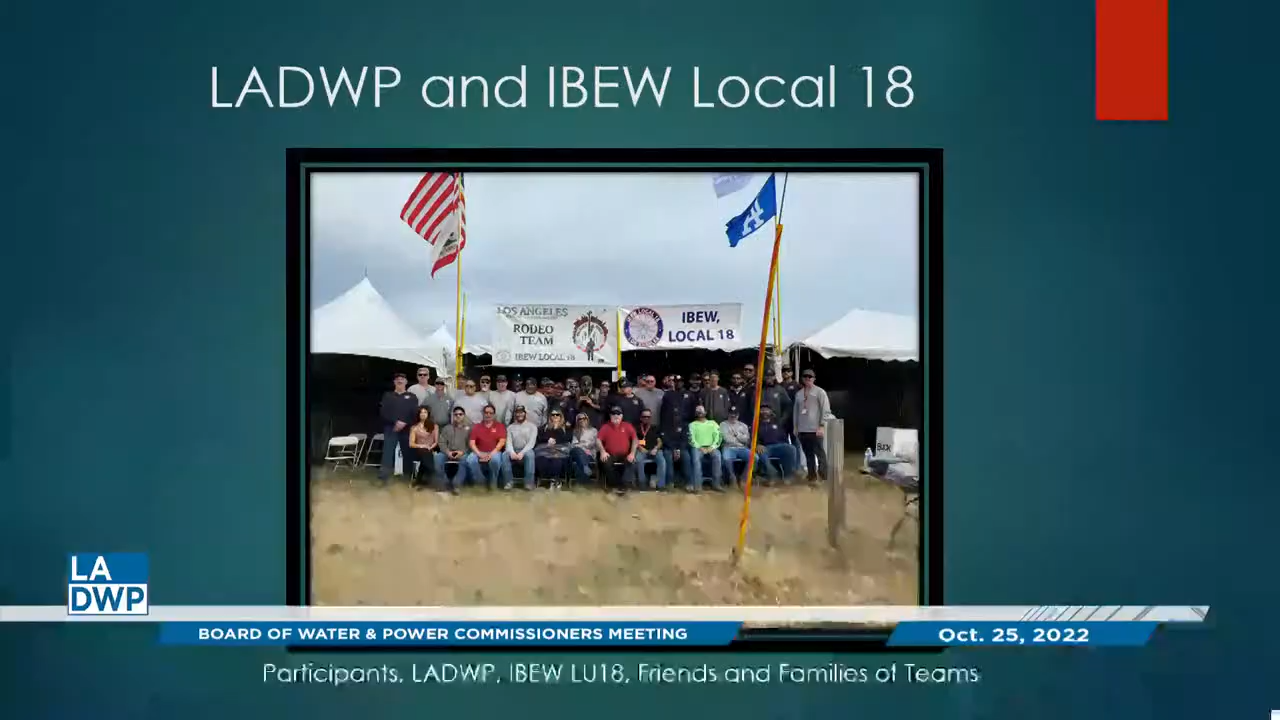 LADWP and IBEW Local 18
LOS ANGELES
RODEO
TEAM
IBEW LOCAL 18
IBEW,
LOCAL 18
LA
DWP
BOARD OF WATER & POWER COMMISSIONERS MEETING
Oct. 25, 2022
Participants, LADWP, IBEW LU18, Friends and Families of Teams